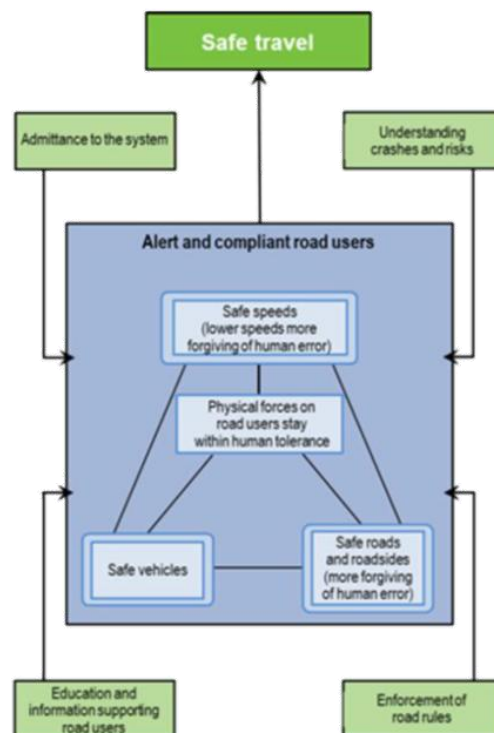 Safe travel
Admittance to the system
Understanding
crashes and risks
Alert and compliant road users
Safe speeds
(lower speeds more
forgiving of human error)
Physical forces on
road users stay
within human tolerance
Safe vehicles
Safe roads
and roadsides
(more forgiving
of human error)
Education and
information supporting
road users
Enforcement of
road rules